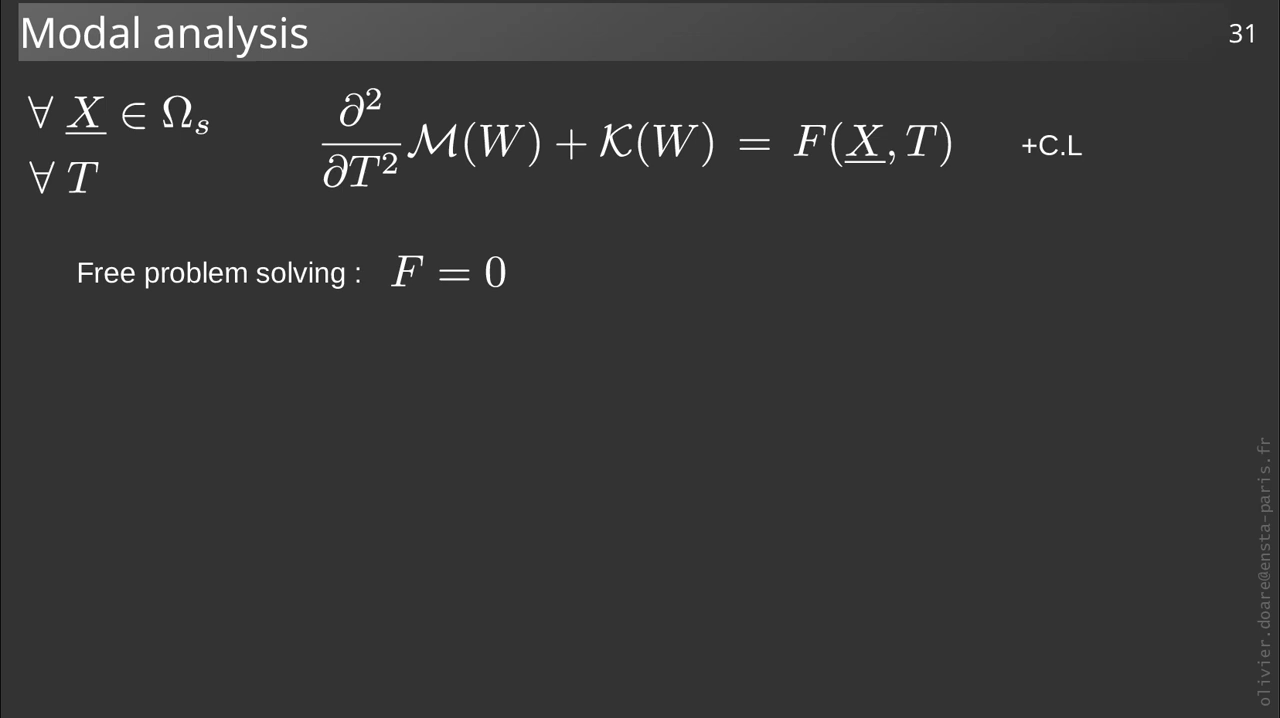 Modal analysis
31
∀ X ∈ Ω_s
∀ T
∂²/∂T² ℳ(W) + 𝒦(W) = F(X, T)
+C.L
Free problem solving : F = 0
olivier.doare@ensta-paris.fr